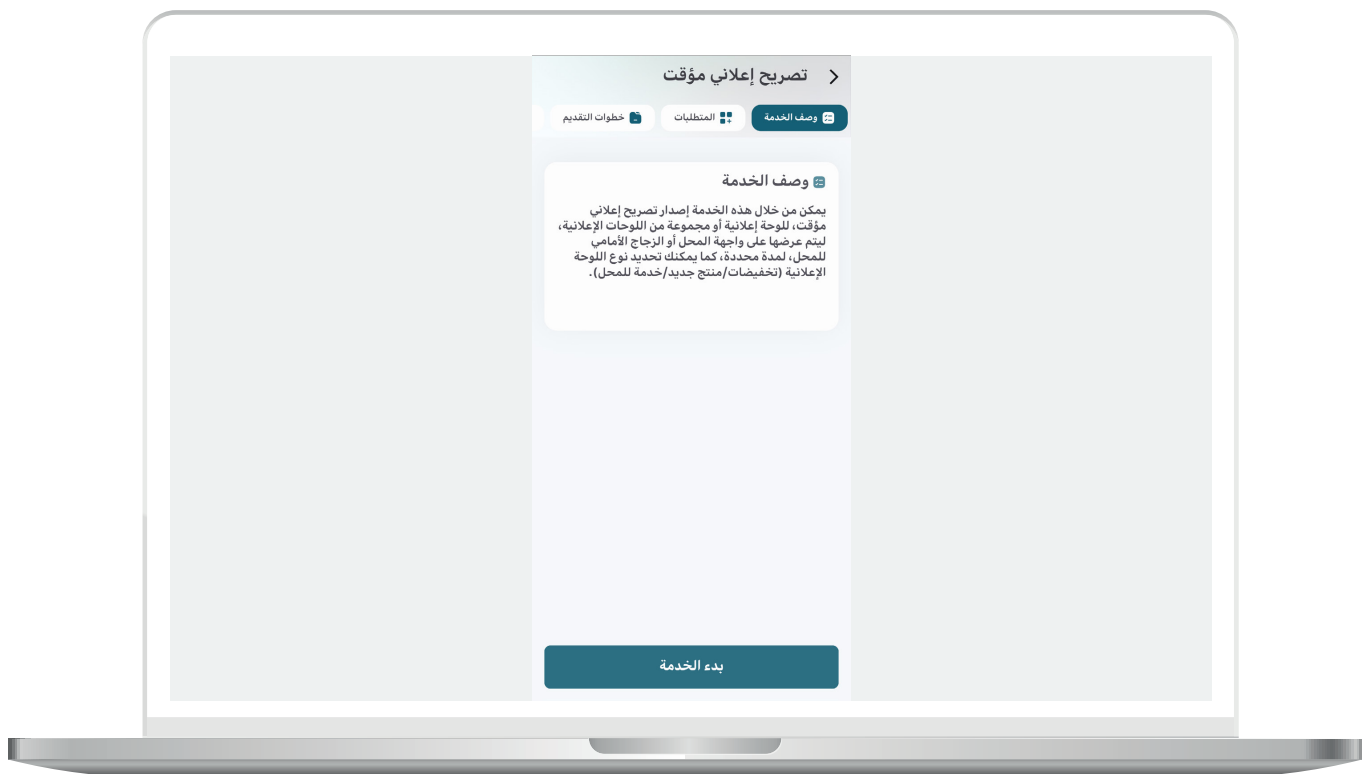 تصريح إعلاني مؤقت
وصف الخدمة
المتطلبات
خطوات التقديم
وصف الخدمة
يمكن من خلال هذه الخدمة إصدار تصريح إعلاني
مؤقت، للوحة إعلانية أو مجموعة من اللوحات الإعلانية،
ليتم عرضها على واجهة المحل أو الزجاج الأمامي
للمحل، لمدة محددة، كما يمكنك تحديد نوع اللوحة
الإعلانية (تخفيضات/منتج جديد/خدمة للمحل).
بدء الخدمة